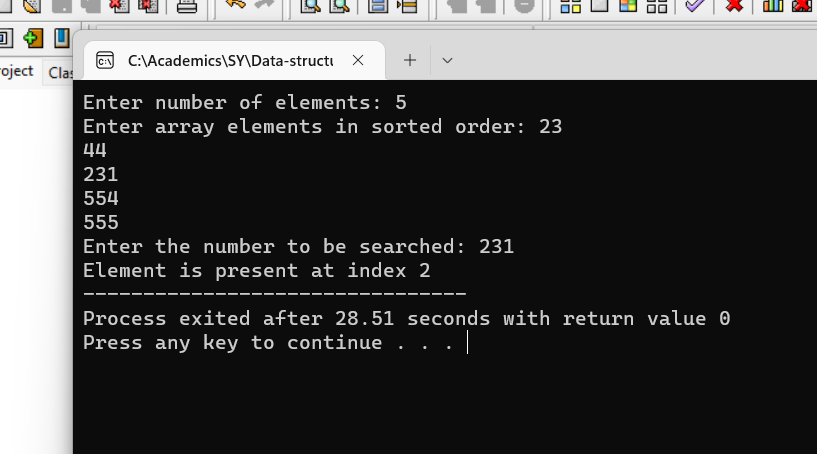 roject Clas
C:\Academics\SY\Data-structu
Enter number of elements: 5
Enter array elements in sorted order: 23
44
231
554
555
Enter the number to be searched: 231
Element is present at index 2
--------------------------------
Process exited after 28.51 seconds with return value 0
Press any key to continue . . .